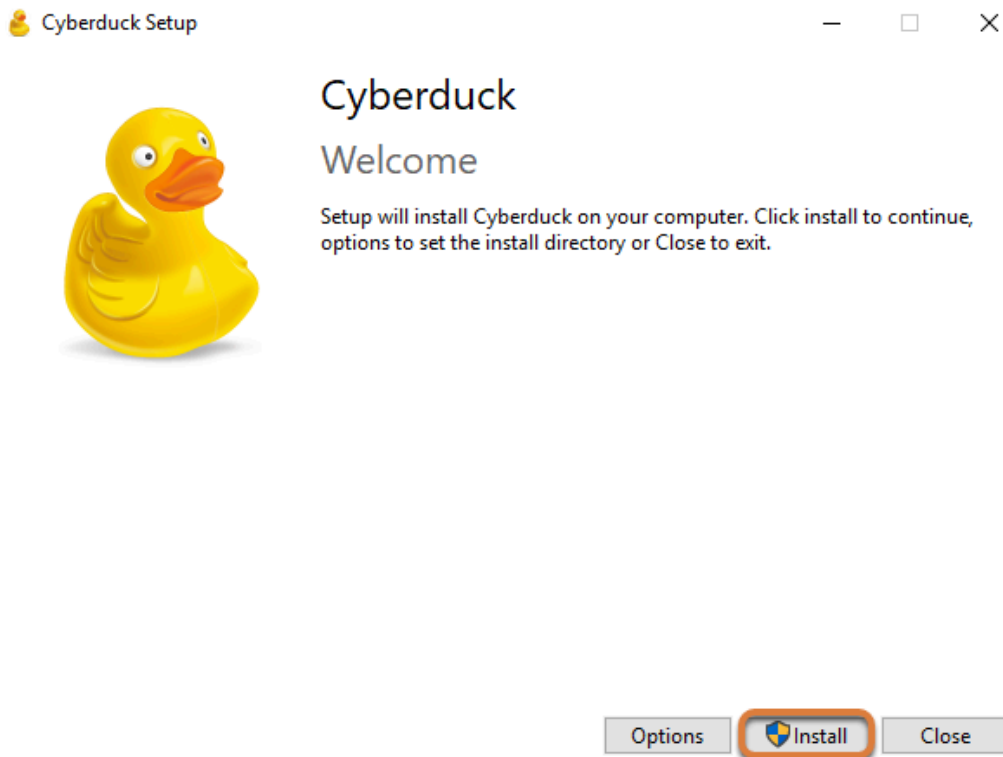 Cyberduck Setup
Cyberduck
Welcome
Setup will install Cyberduck on your computer. Click install to continue,
options to set the install directory or Close to exit.
Options Install Close